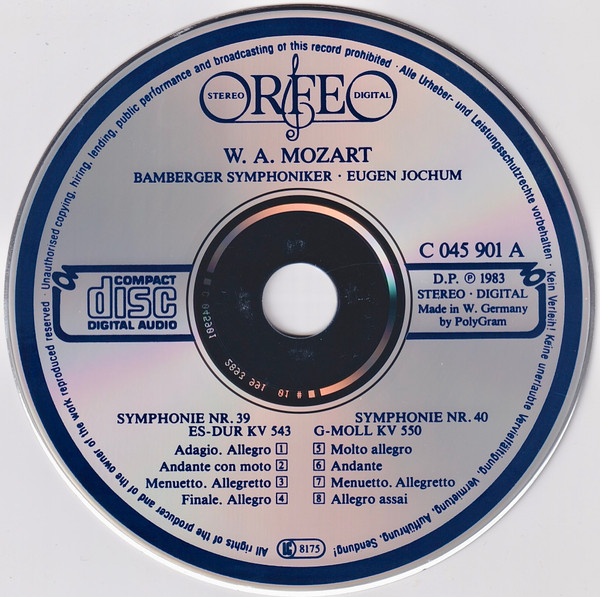 Unauthorised copying, hiring, lending, public performance and broadcasting of this record prohibited · Alle Urheber- und Leistungsschutzrechte vorbehalten · Kein Verleih! Keine unerlaubte Vervielfältigung, Vermietung, Aufführung, Sendung!
All rights of the producer and of the owner of the work reproduced reserved ·
STEREO ORFEO DIGITAL
W. A. MOZART
BAMBERGER SYMPHONIKER · EUGEN JOCHUM
C 045 901 A
COMPACT
disc
DIGITAL AUDIO
D.P. ℗ 1983
STEREO · DIGITAL
Made in W. Germany
by PolyGram
SYMPHONIE NR. 39
ES-DUR KV 543
Adagio. Allegro 1
Andante con moto 2
Menuetto. Allegretto 3
Finale. Allegro 4
SYMPHONIE NR. 40
G-MOLL KV 550
5 Molto allegro
6 Andante
7 Menuetto. Allegretto
8 Allegro assai
LC 8175